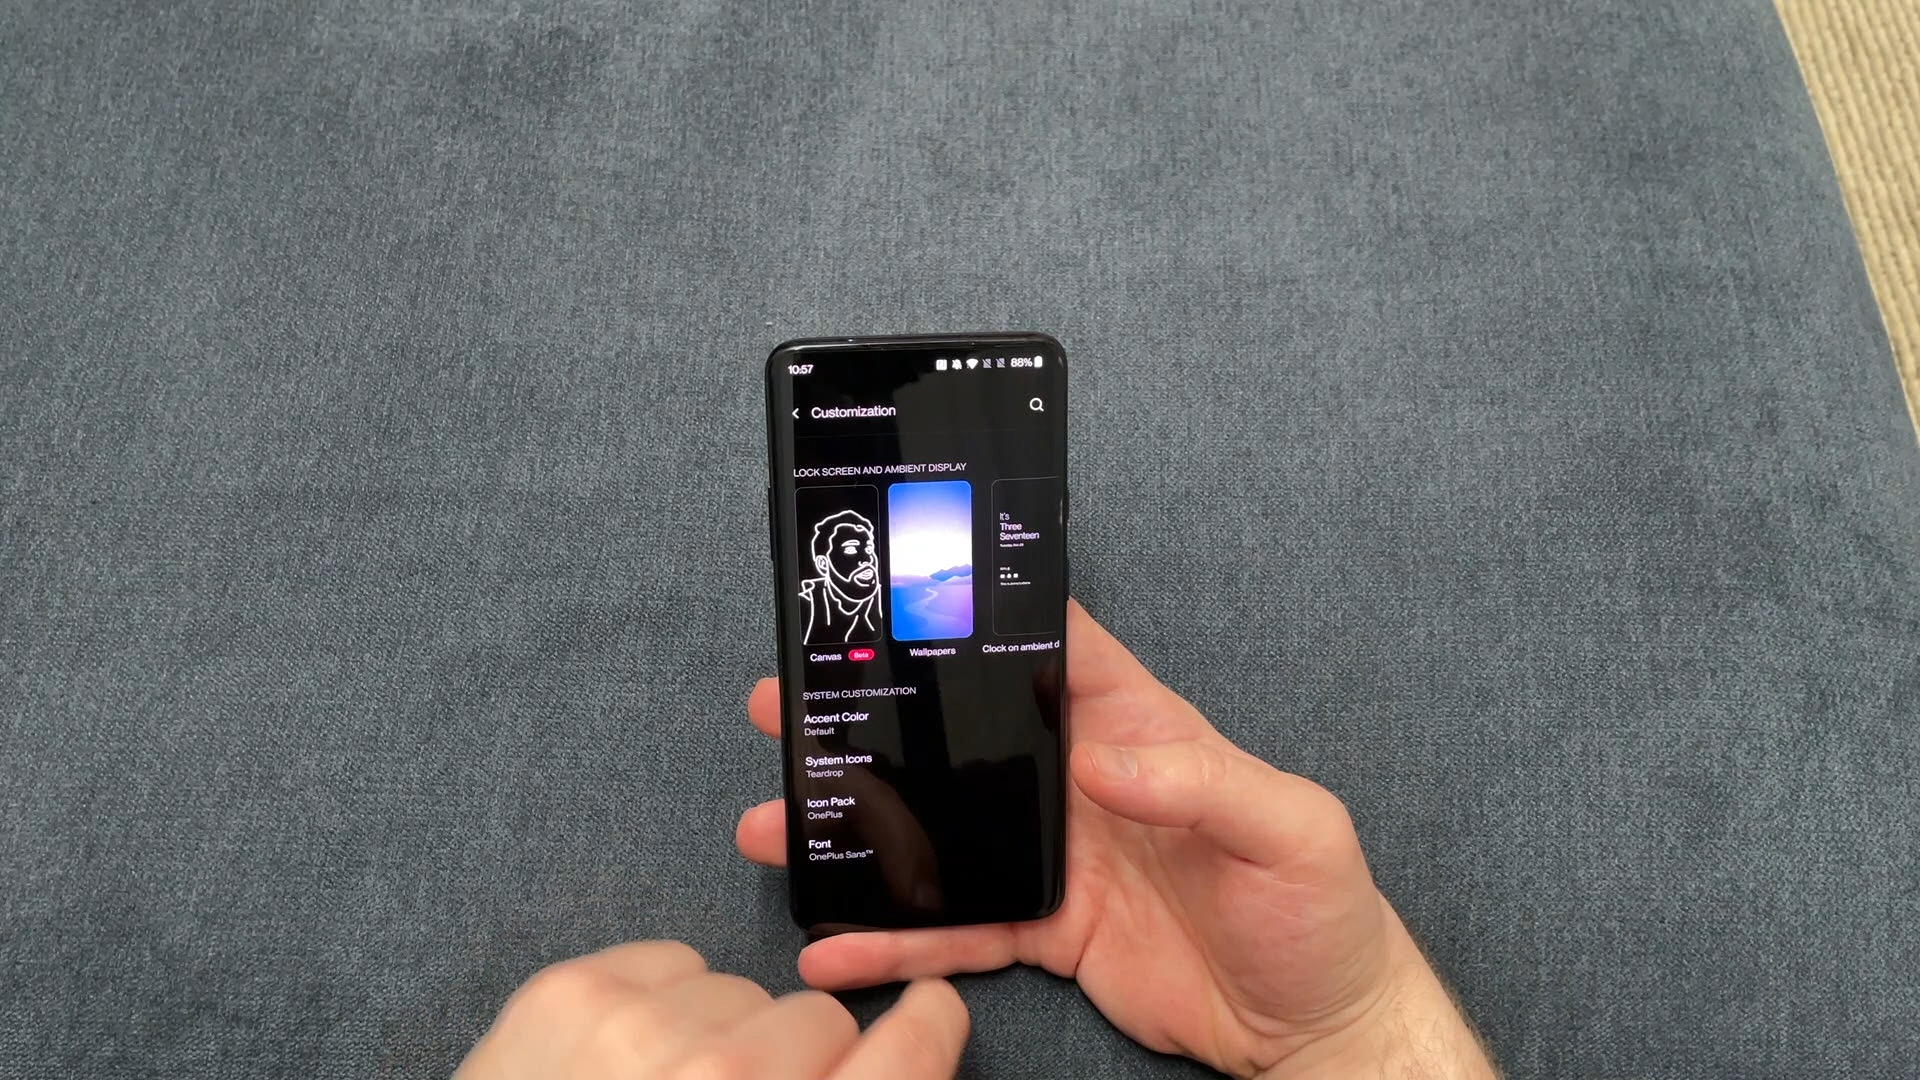 10:57
88%
Customization
LOCK SCREEN AND AMBIENT DISPLAY
It's
Three
Seventeen
Canvas Beta
Wallpapers
Clock on ambient d
SYSTEM CUSTOMIZATION
Accent Color
Default
System Icons
Teardrop
Icon Pack
OnePlus
Font
OnePlus Sans™